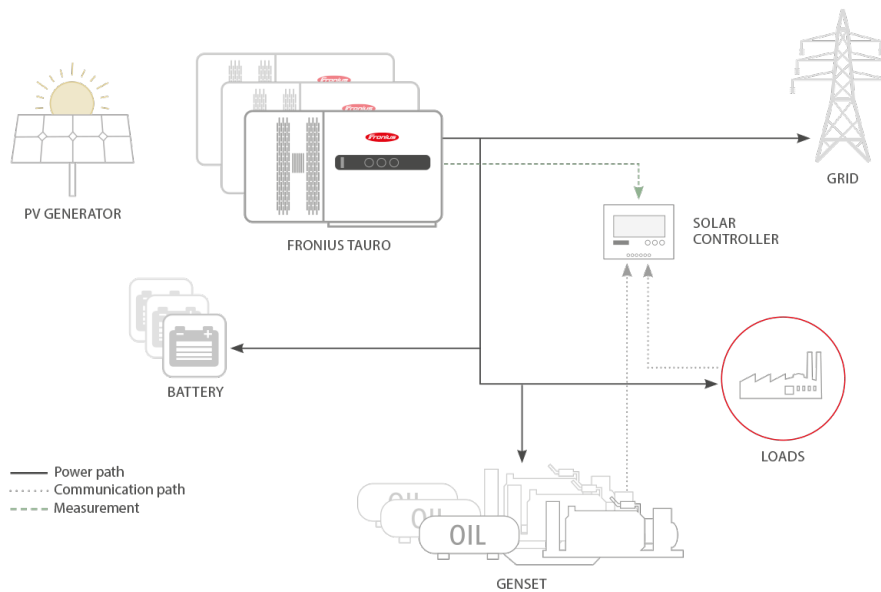 Fronius
Fronius
Fronius
PV GENERATOR
FRONIUS TAURO
GRID
SOLAR
CONTROLLER
BATTERY
LOADS
Power path
Communication path
Measurement
OIL
OIL
OIL
GENSET